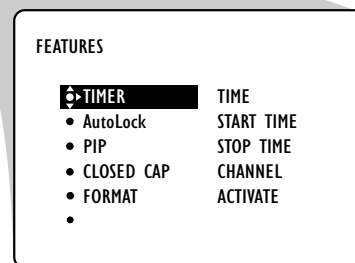 FEATURES
TIMER TIME
AutoLock START TIME
PIP STOP TIME
CLOSED CAP CHANNEL
FORMAT ACTIVATE